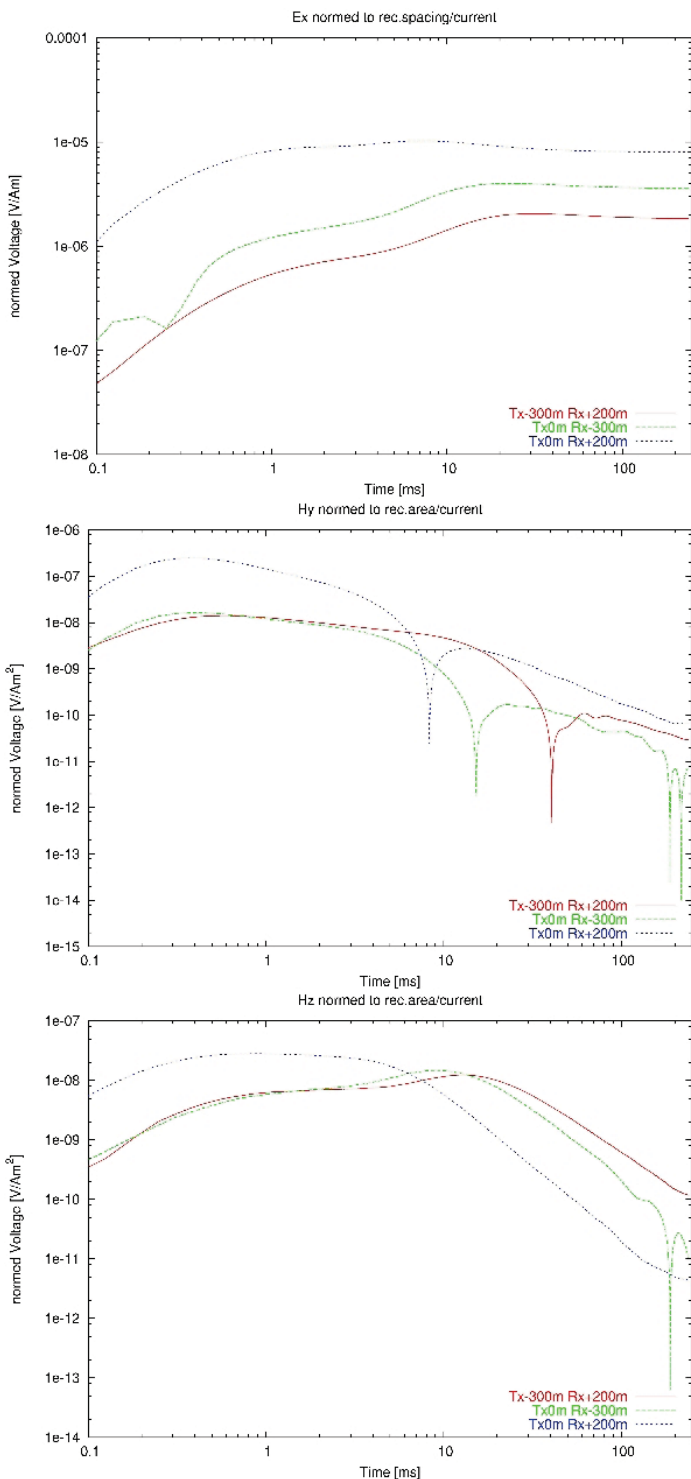 Ex normed to rec.spacing/current
0.0001
1e-05
1e-06
1e-07
1e-08
normed Voltage [V/Am]
Tx-300m Rx+200m
Tx0m Rx-300m
Tx0m Rx+200m
0.1 1 10 100
Time [ms]
Hy normed to rec.area/current
1e-06
1e-07
1e-08
1e-09
1e-10
1e-11
1e-12
1e-13
1e-14
1e-15
normed Voltage [V/Am²]
Tx-300m Rx+200m
Tx0m Rx-300m
Tx0m Rx+200m
0.1 1 10 100
Time [ms]
Hz normed to rec.area/current
1e-07
1e-08
1e-09
1e-10
1e-11
1e-12
1e-13
1e-14
normed Voltage [V/Am²]
Tx-300m Rx+200m
Tx0m Rx-300m
Tx0m Rx+200m
0.1 1 10 100
Time [ms]